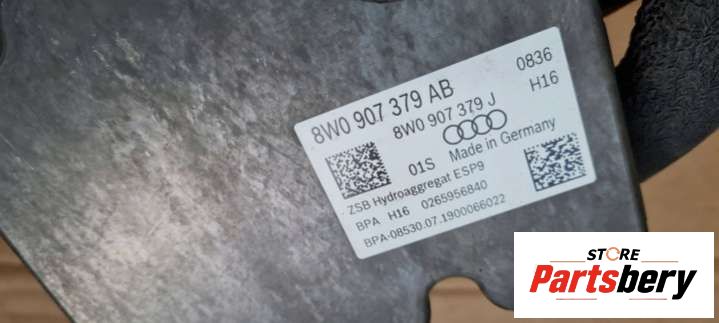 8W0 907 379 AB
0836
8W0 907 379 J
H16
01S Made in Germany
ZSB Hydroaggregat ESP9
BPA H16 0265956840
BPA-08530.07.1900066022
STORE
Partsbery